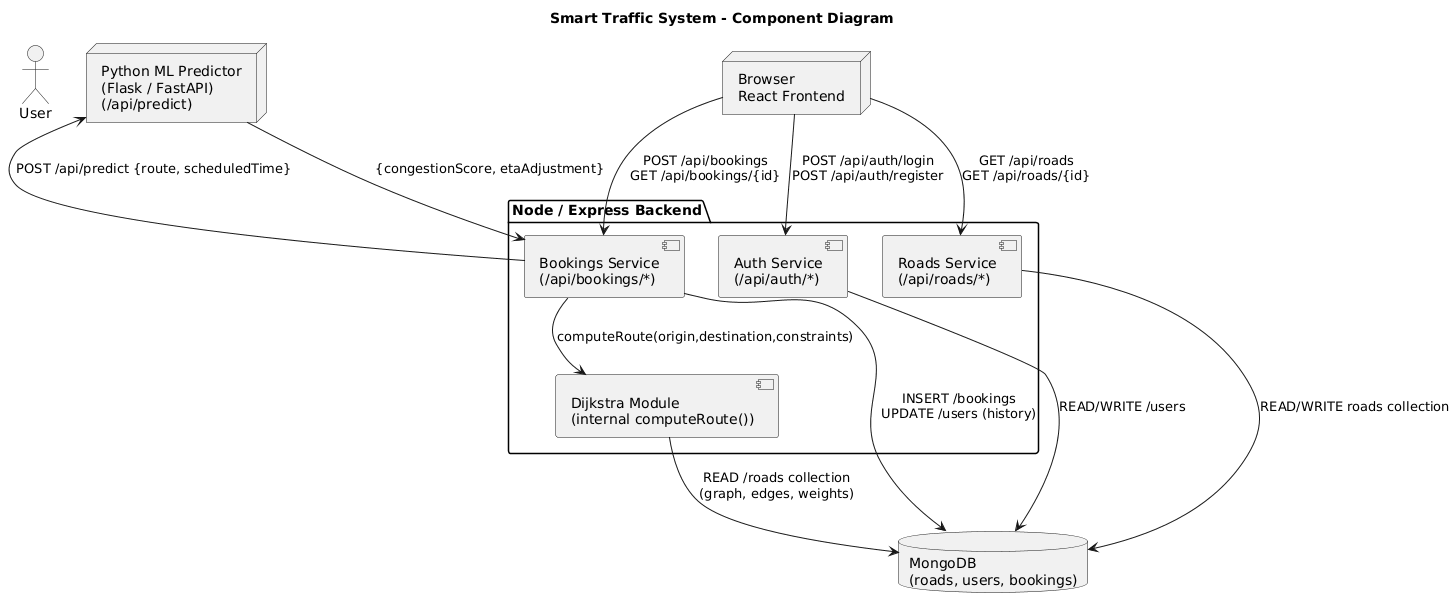 Smart Traffic System - Component Diagram
User
Python ML Predictor
(Flask / FastAPI)
(/api/predict)
Browser
React Frontend
POST /api/predict {route, scheduledTime}
{congestionScore, etaAdjustment}
POST /api/bookings
GET /api/bookings/{id}
POST /api/auth/login
POST /api/auth/register
GET /api/roads
GET /api/roads/{id}
Node / Express Backend
Bookings Service
(/api/bookings/*)
Auth Service
(/api/auth/*)
Roads Service
(/api/roads/*)
computeRoute(origin,destination,constraints)
Dijkstra Module
(internal computeRoute())
INSERT /bookings
UPDATE /users (history)
READ/WRITE /users
READ/WRITE roads collection
READ /roads collection
(graph, edges, weights)
MongoDB
(roads, users, bookings)